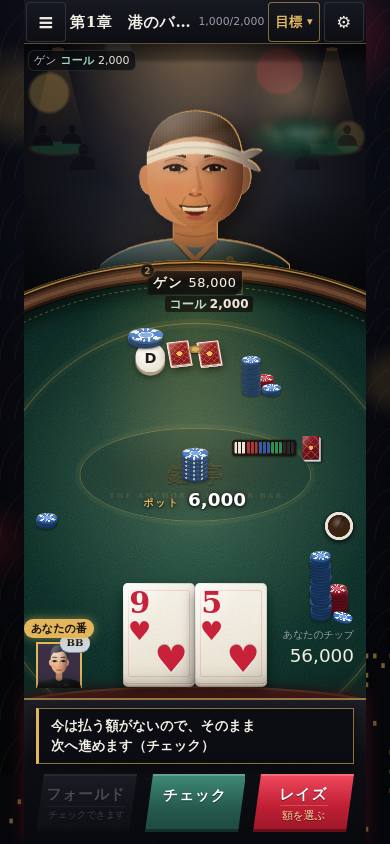 第1章 港のバ… 1,000/2,000 目標 ▾
ゲン コール 2,000
2
ゲン 58,000
コール 2,000
D
ポット 6,000
あなたの番
BB
9
5
あなたのチップ
56,000
今は払う額がないので、そのまま
次へ進めます（チェック）
フォールド
チェックできます
チェック
レイズ
額を選ぶ